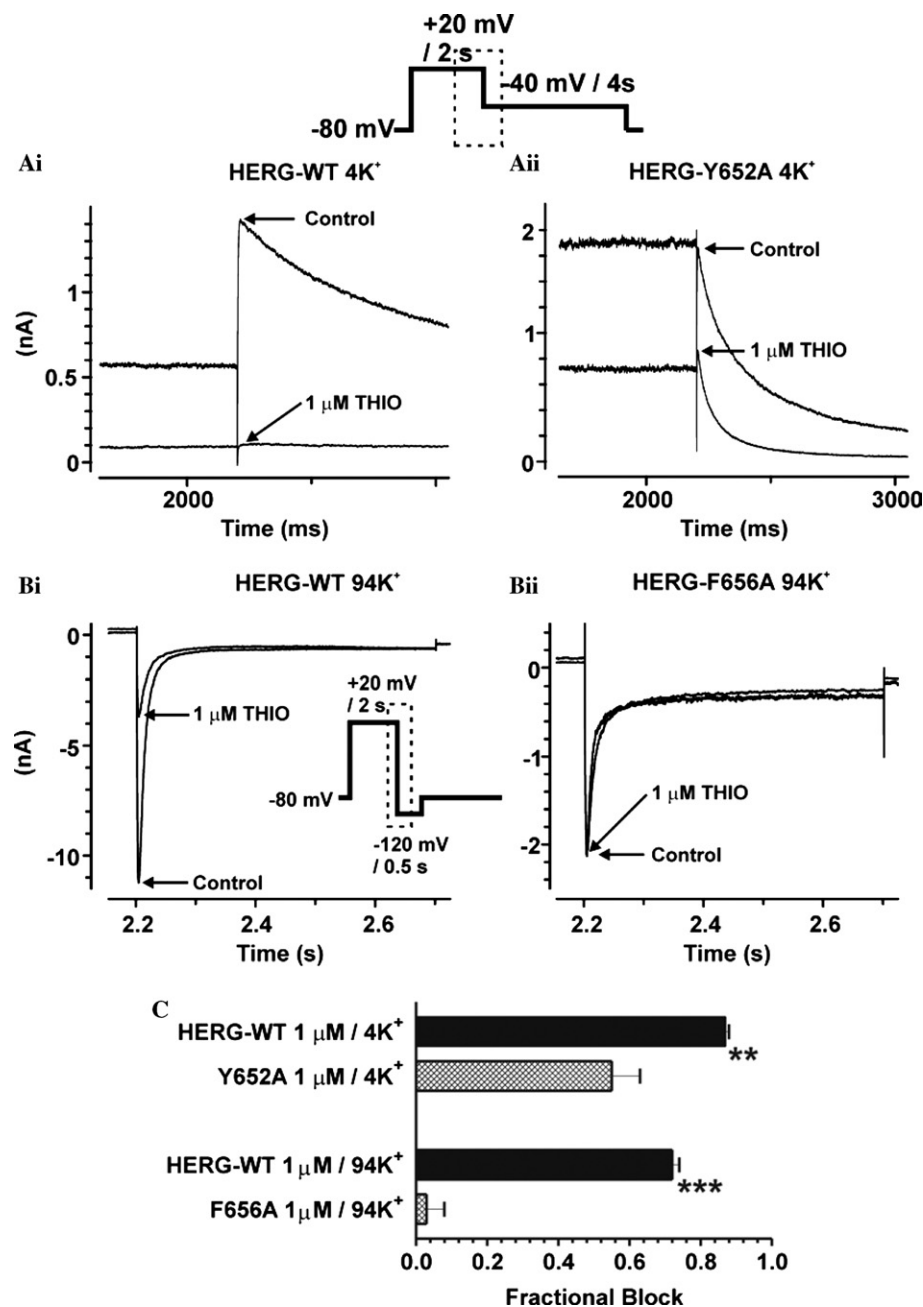 +20 mV
/ 2 s
-40 mV / 4s
-80 mV
Ai
HERG-WT 4K⁺
Control
1 μM THIO
1
0.5
0
(nA)
2000
Time (ms)
Aii
HERG-Y652A 4K⁺
Control
1 μM THIO
2
1
0
2000
3000
Time (ms)
Bi
HERG-WT 94K⁺
0
-5
-10
(nA)
1 μM THIO
Control
+20 mV
/ 2 s
-80 mV
-120 mV
/ 0.5 s
2.2
2.4
2.6
Time (s)
Bii
HERG-F656A 94K⁺
0
-1
-2
1 μM THIO
Control
2.2
2.4
2.6
Time (s)
C
HERG-WT 1 μM / 4K⁺
**
Y652A 1 μM / 4K⁺
HERG-WT 1 μM / 94K⁺
***
F656A 1μM / 94K⁺
0.0
0.2
0.4
0.6
0.8
1.0
Fractional Block